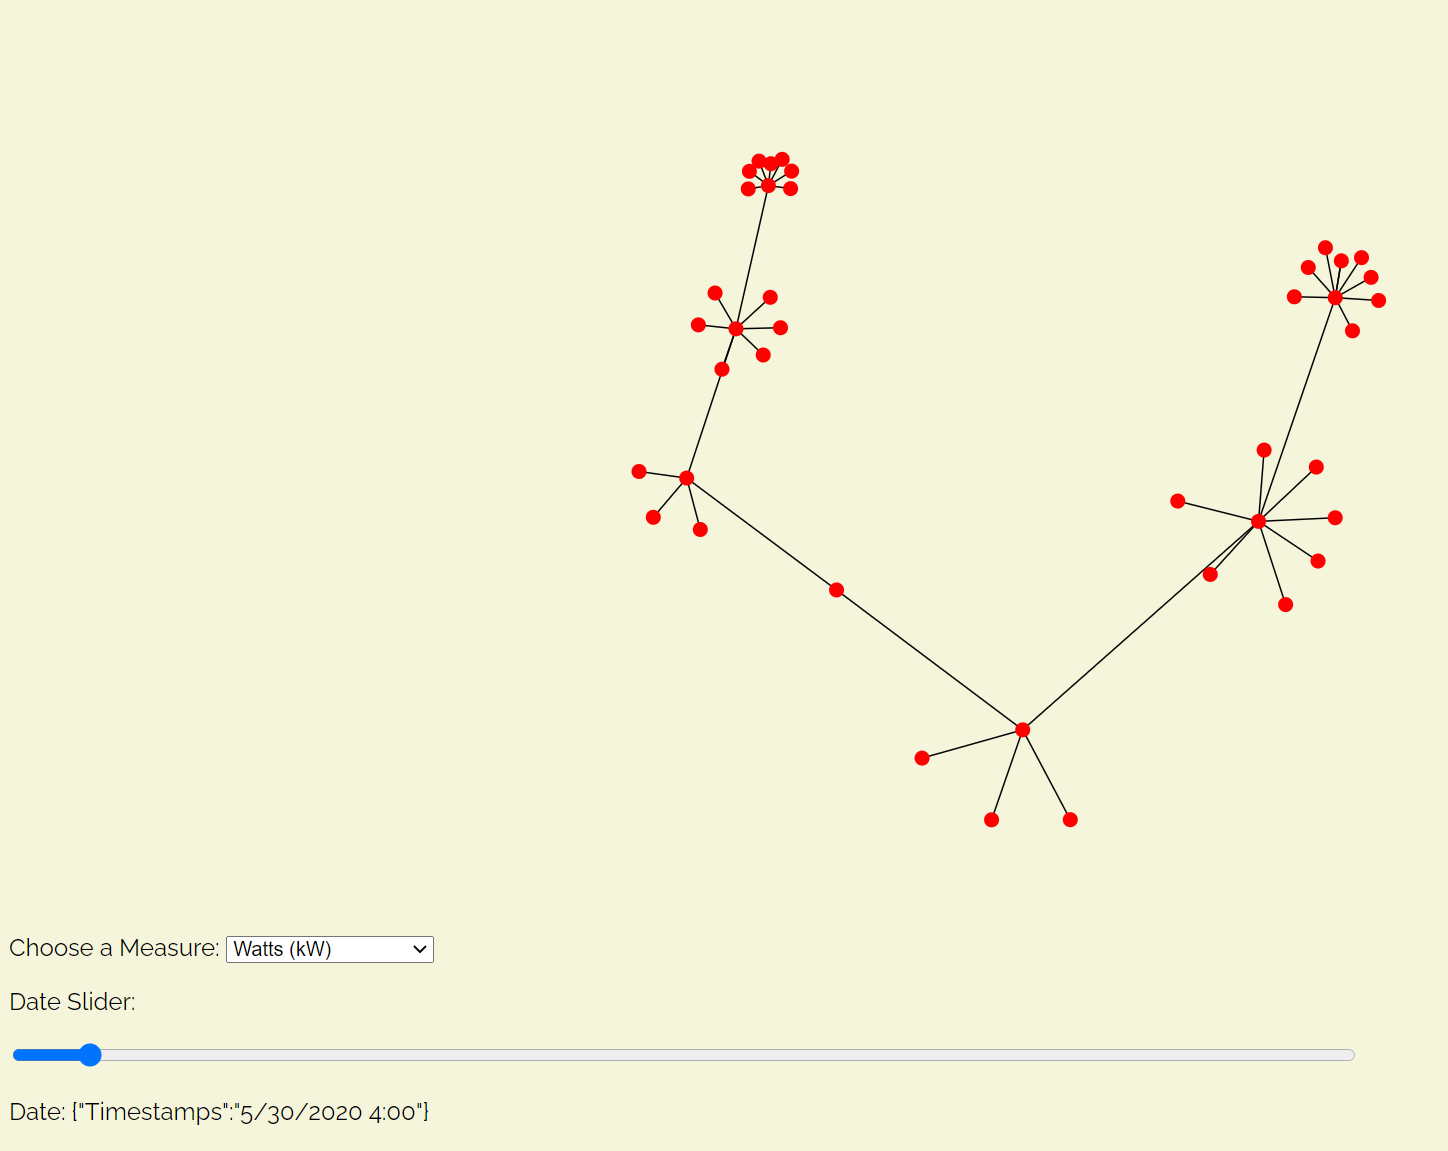 Choose a Measure: Watts (kW)
Date Slider:
Date: {"Timestamps":"5/30/2020 4:00"}